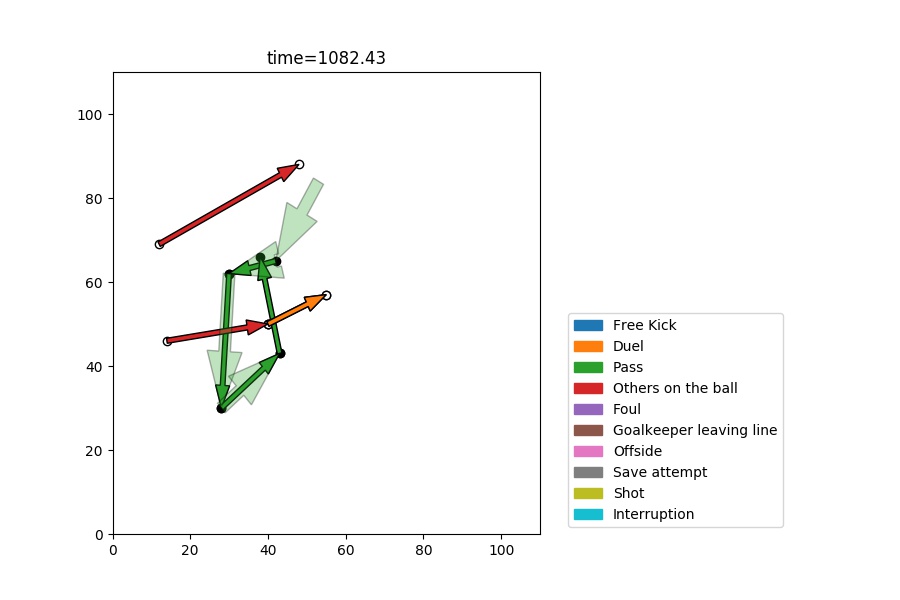 time=1082.43
100
80
60
40
20
0
0 20 40 60 80 100
Free Kick
Duel
Pass
Others on the ball
Foul
Goalkeeper leaving line
Offside
Save attempt
Shot
Interruption